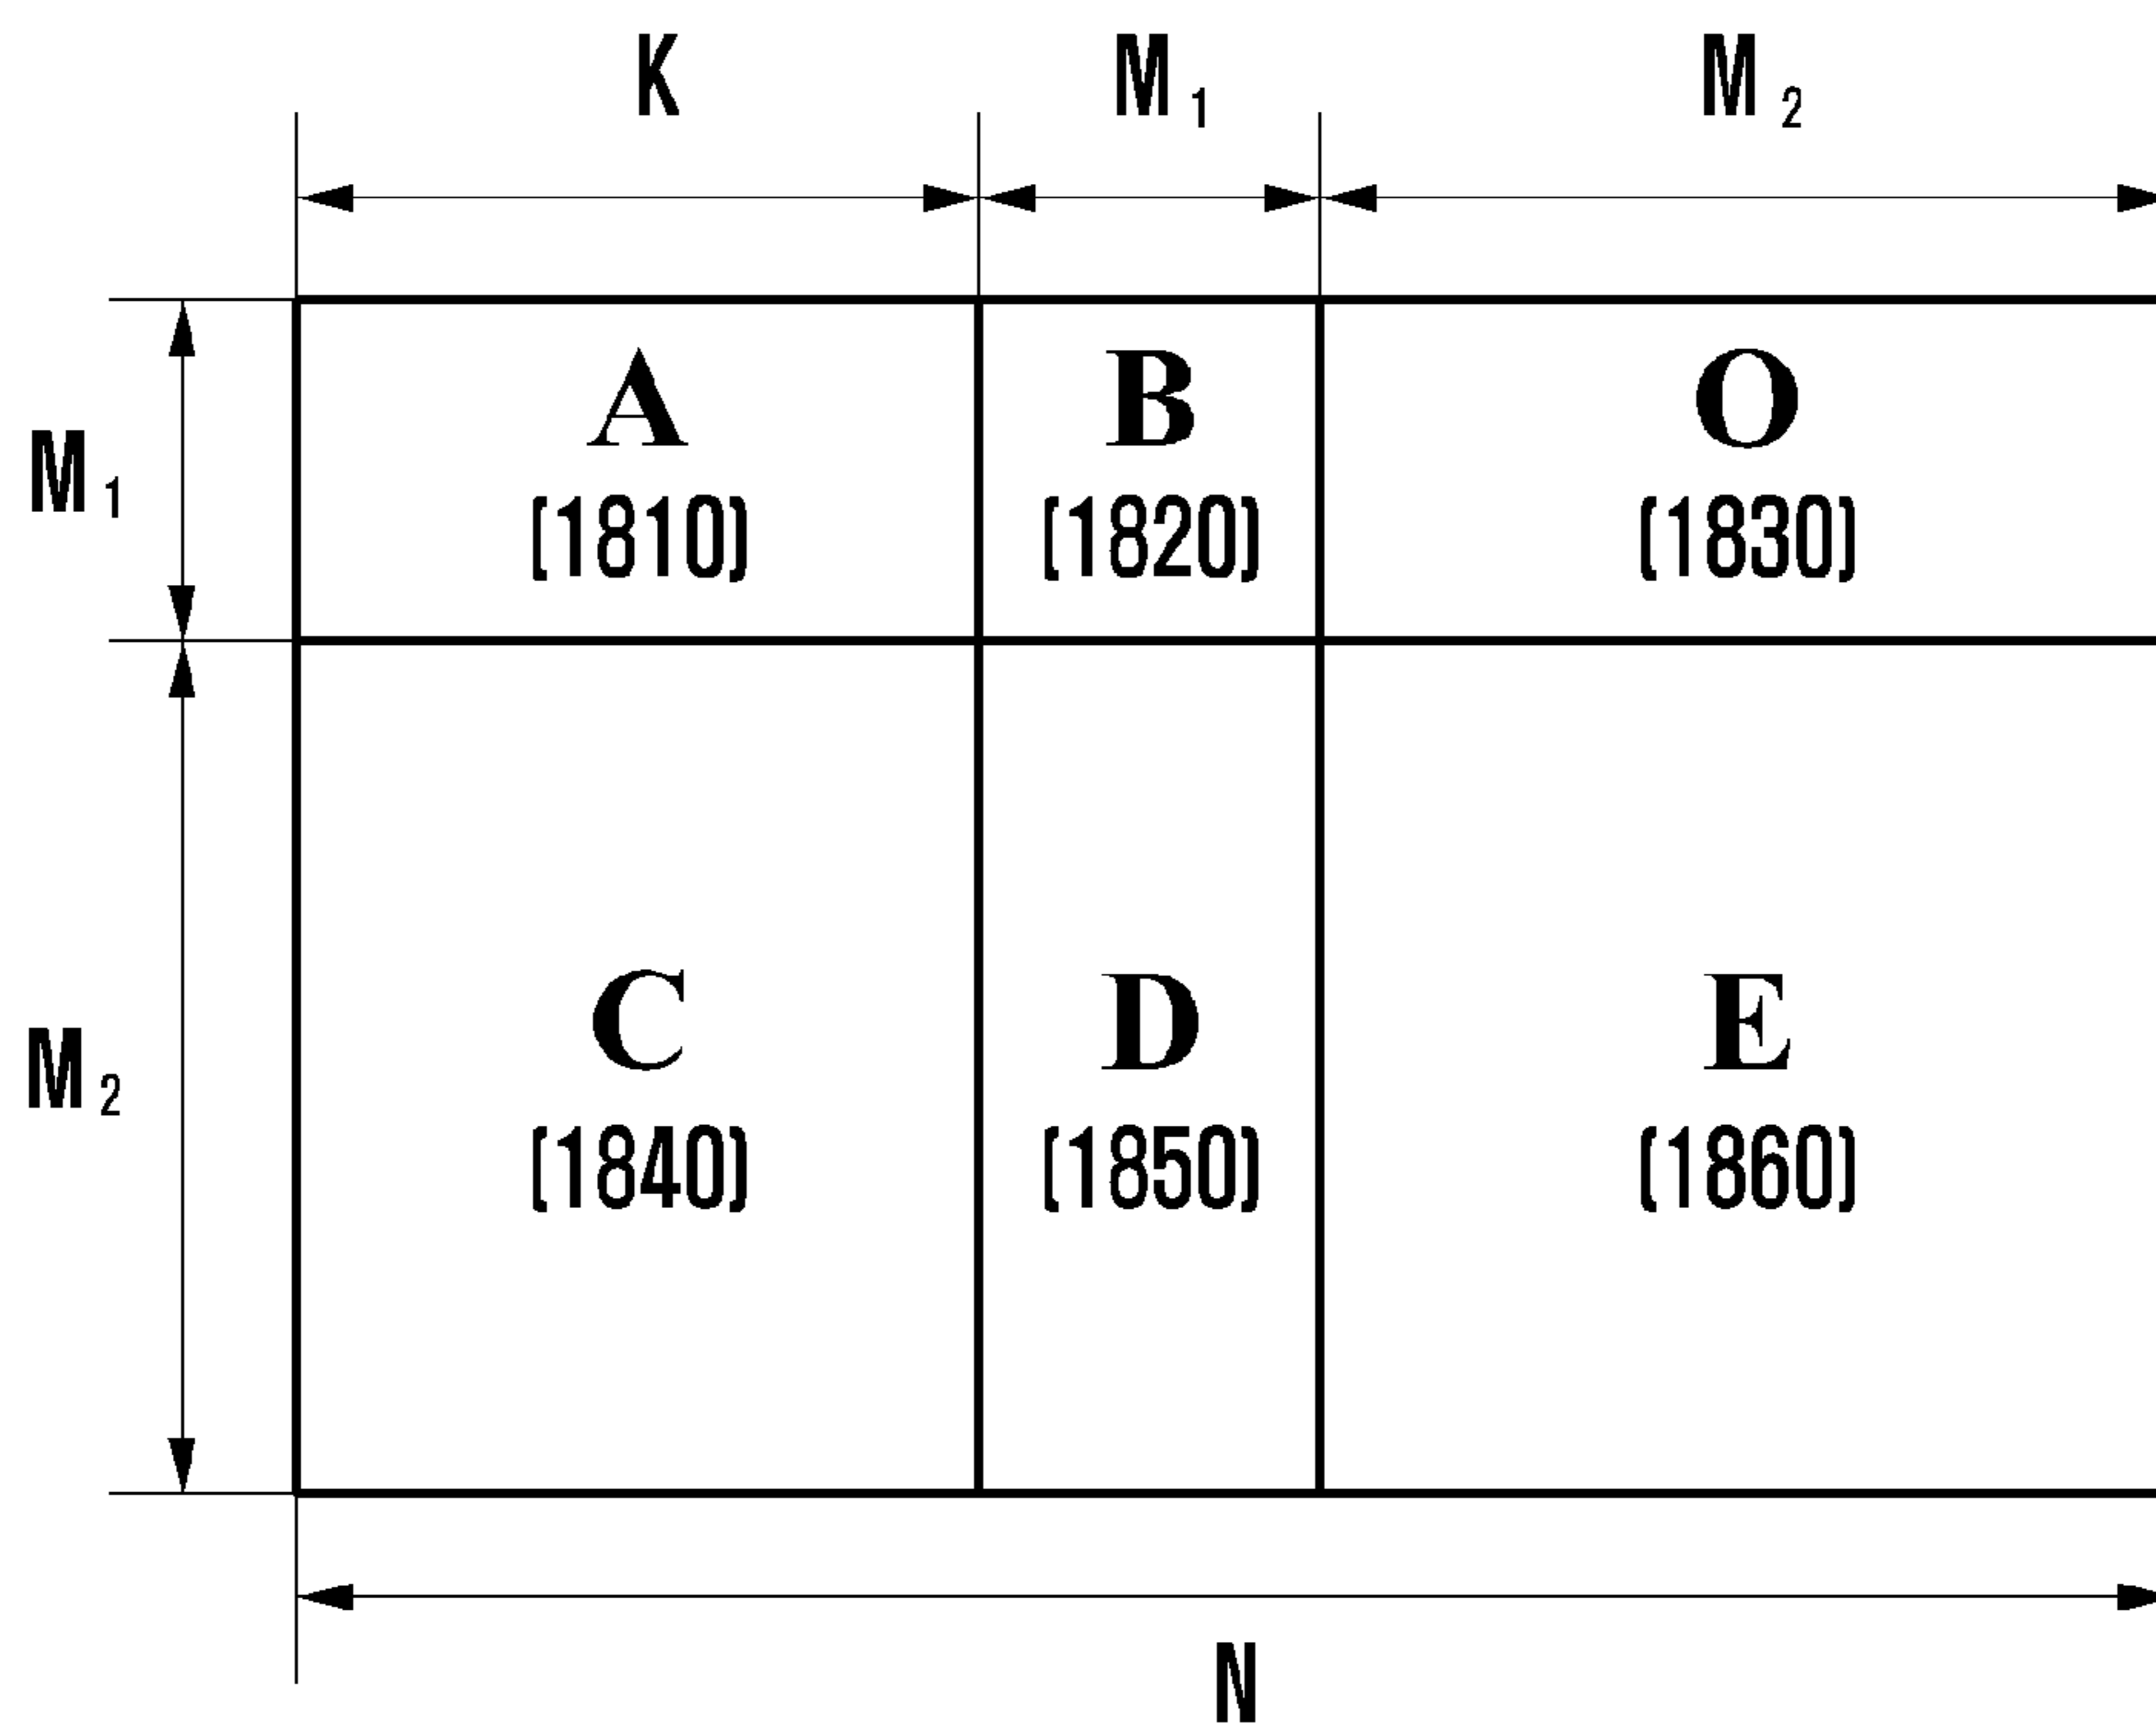 K M1 M2
A B O
M1 (1810) (1820) (1830)
C D E
M2 (1840) (1850) (1860)
N